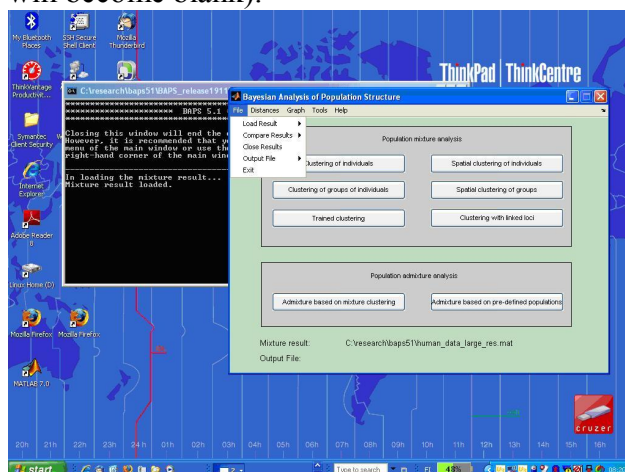 will become blank).
My Bluetooth Places
SSH Secure Shell Client
Mozilla Thunderbird
ThinkPad
ThinkCentre
ThinkVantage Productivit...
C:\research\baps51\BAPS_release1911
BAPS 5.1
Closing this window will end the
However, it is recommended that
menu of the main window or use the
right-hand corner of the main
In loading the mixture result...
Mixture result loaded.
Symantec
Client Security
Internet Explorer
Adobe Reader 8
Linux Home (D)
Mozilla Firefox
Mozilla Firefox
MATLAB 7.0
Bayesian Analysis of Population Structure
File Distances Graph Tools Help
Load Result
Compare Results
Close Results
Output File
Exit
Population mixture analysis
Clustering of individuals
Spatial clustering of individuals
Clustering of groups of individuals
Spatial clustering of groups
Trained clustering
Clustering with linked loci
Population admixture analysis
Admixture based on mixture clustering
Admixture based on pre-defined populations
Mixture result: C:\research\baps51\human_data_large_res.mat
Output File:
cruzer
20h 21h 22h 23h 24h 01h 02h 03h 04h 05h 06h 07h 08h 09h 10h 11h 12h 13h 14h 15h 16h
start
Type to search
FI
08:20